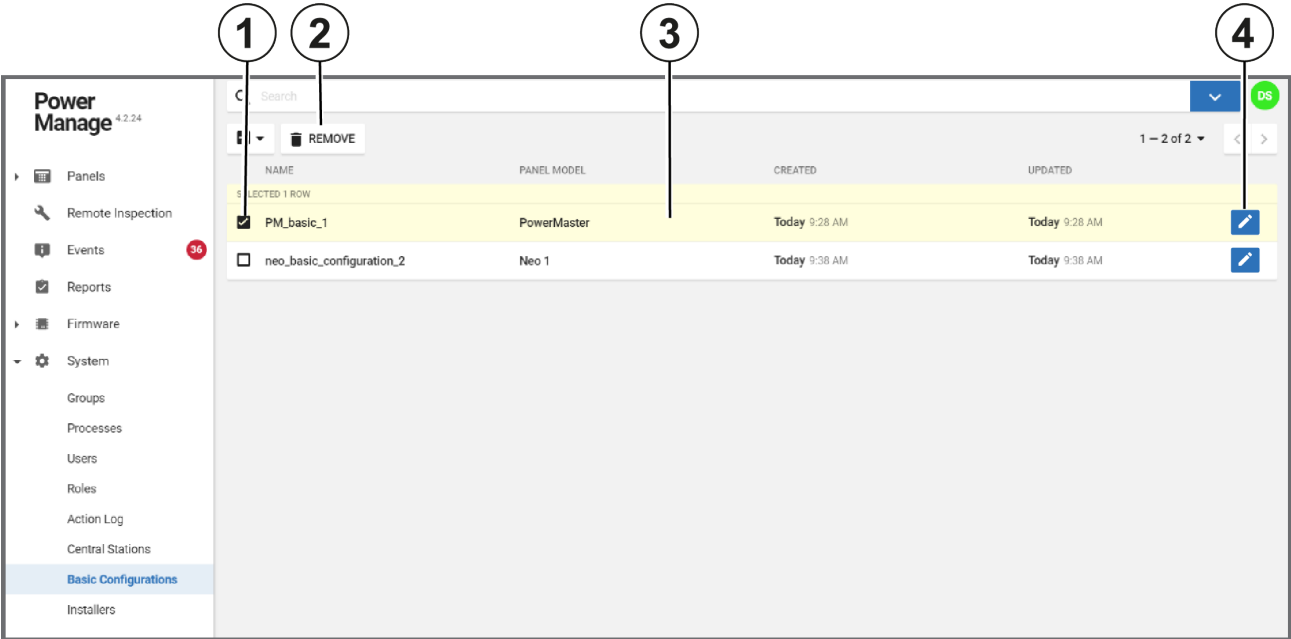 1 2 3 4
Power
Manage 4.2.24
Search
DS
REMOVE
1 – 2 of 2
NAME PANEL MODEL CREATED UPDATED
SELECTED 1 ROW
PM_basic_1 PowerMaster Today 9:28 AM Today 9:28 AM
neo_basic_configuration_2 Neo 1 Today 9:38 AM Today 9:38 AM
Panels
Remote Inspection
Events 36
Reports
Firmware
System
Groups
Processes
Users
Roles
Action Log
Central Stations
Basic Configurations
Installers